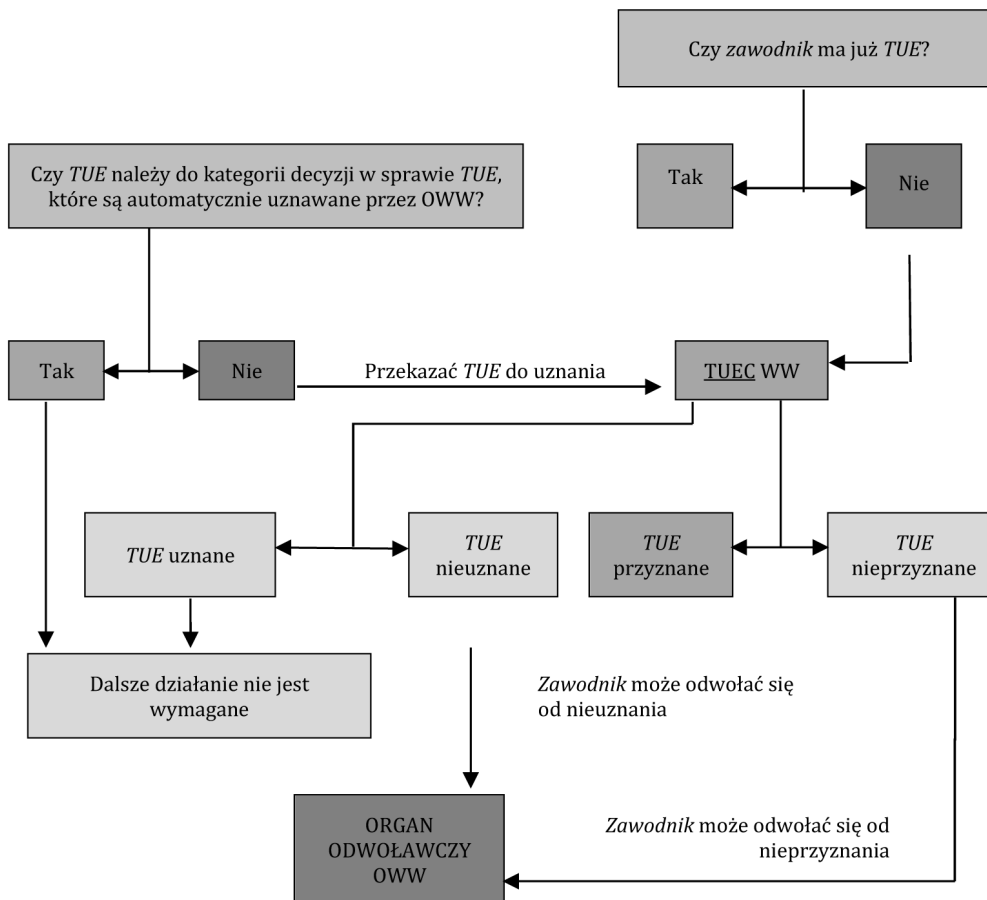 Czy zawodnik ma już TUE?
Tak
Nie
Czy TUE należy do kategorii decyzji w sprawie TUE,
które są automatycznie uznawane przez OWW?
Tak
Nie
Przekazać TUE do uznania
TUEC WW
TUE uznane
TUE
nieuznane
TUE
przyznane
TUE
nieprzyznane
Dalsze działanie nie jest
wymagane
Zawodnik może odwołać się
od nieuznania
ORGAN
ODWOŁAWCZY
OWW
Zawodnik może odwołać się od
nieprzyznania